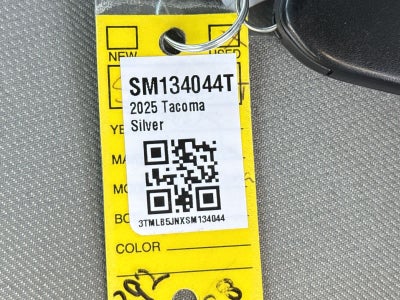 NEW USED
SM134044T
2025 Tacoma
Silver
YE
MA
MO
BO
3TMLB5JNXSM134044
COLOR